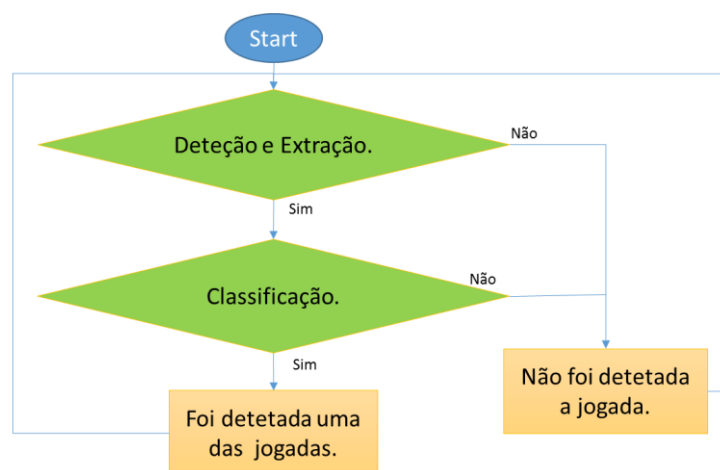 Start
Deteção e Extração.
Não
Sim
Classificação.
Não
Sim
Não foi detetada
a jogada.
Foi detetada uma
das jogadas.